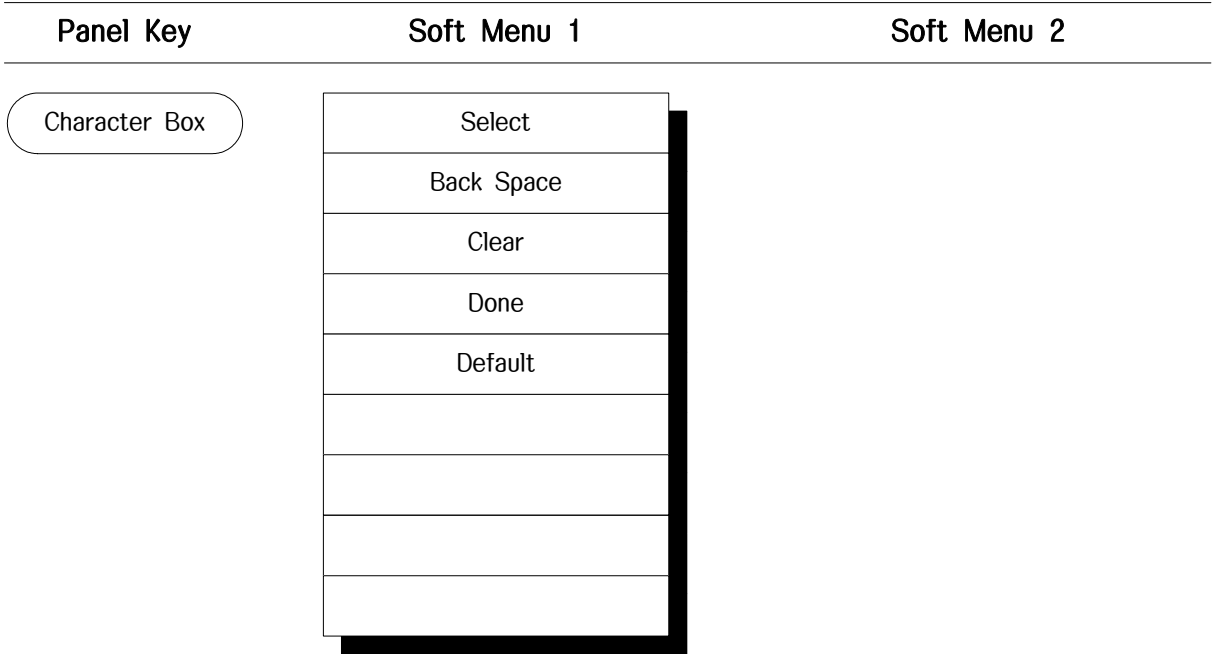 Panel Key Soft Menu 1 Soft Menu 2
Character Box Select
Back Space
Clear
Done
Default